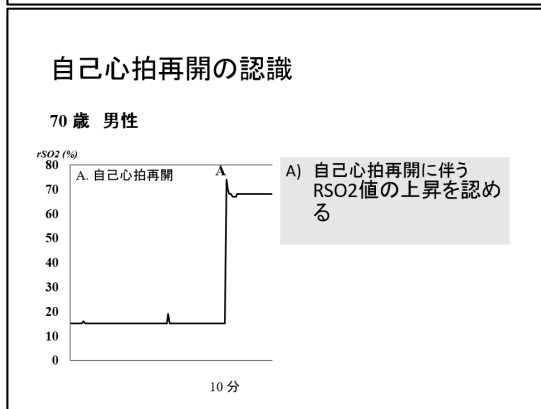 自己心拍再開の認識
70 歳 男性
rSO2 (%)
80
70
60
50
40
30
20
10
0
A. 自己心拍再開
A
10 分
A) 自己心拍再開に伴う
RSO2値の上昇を認め
る